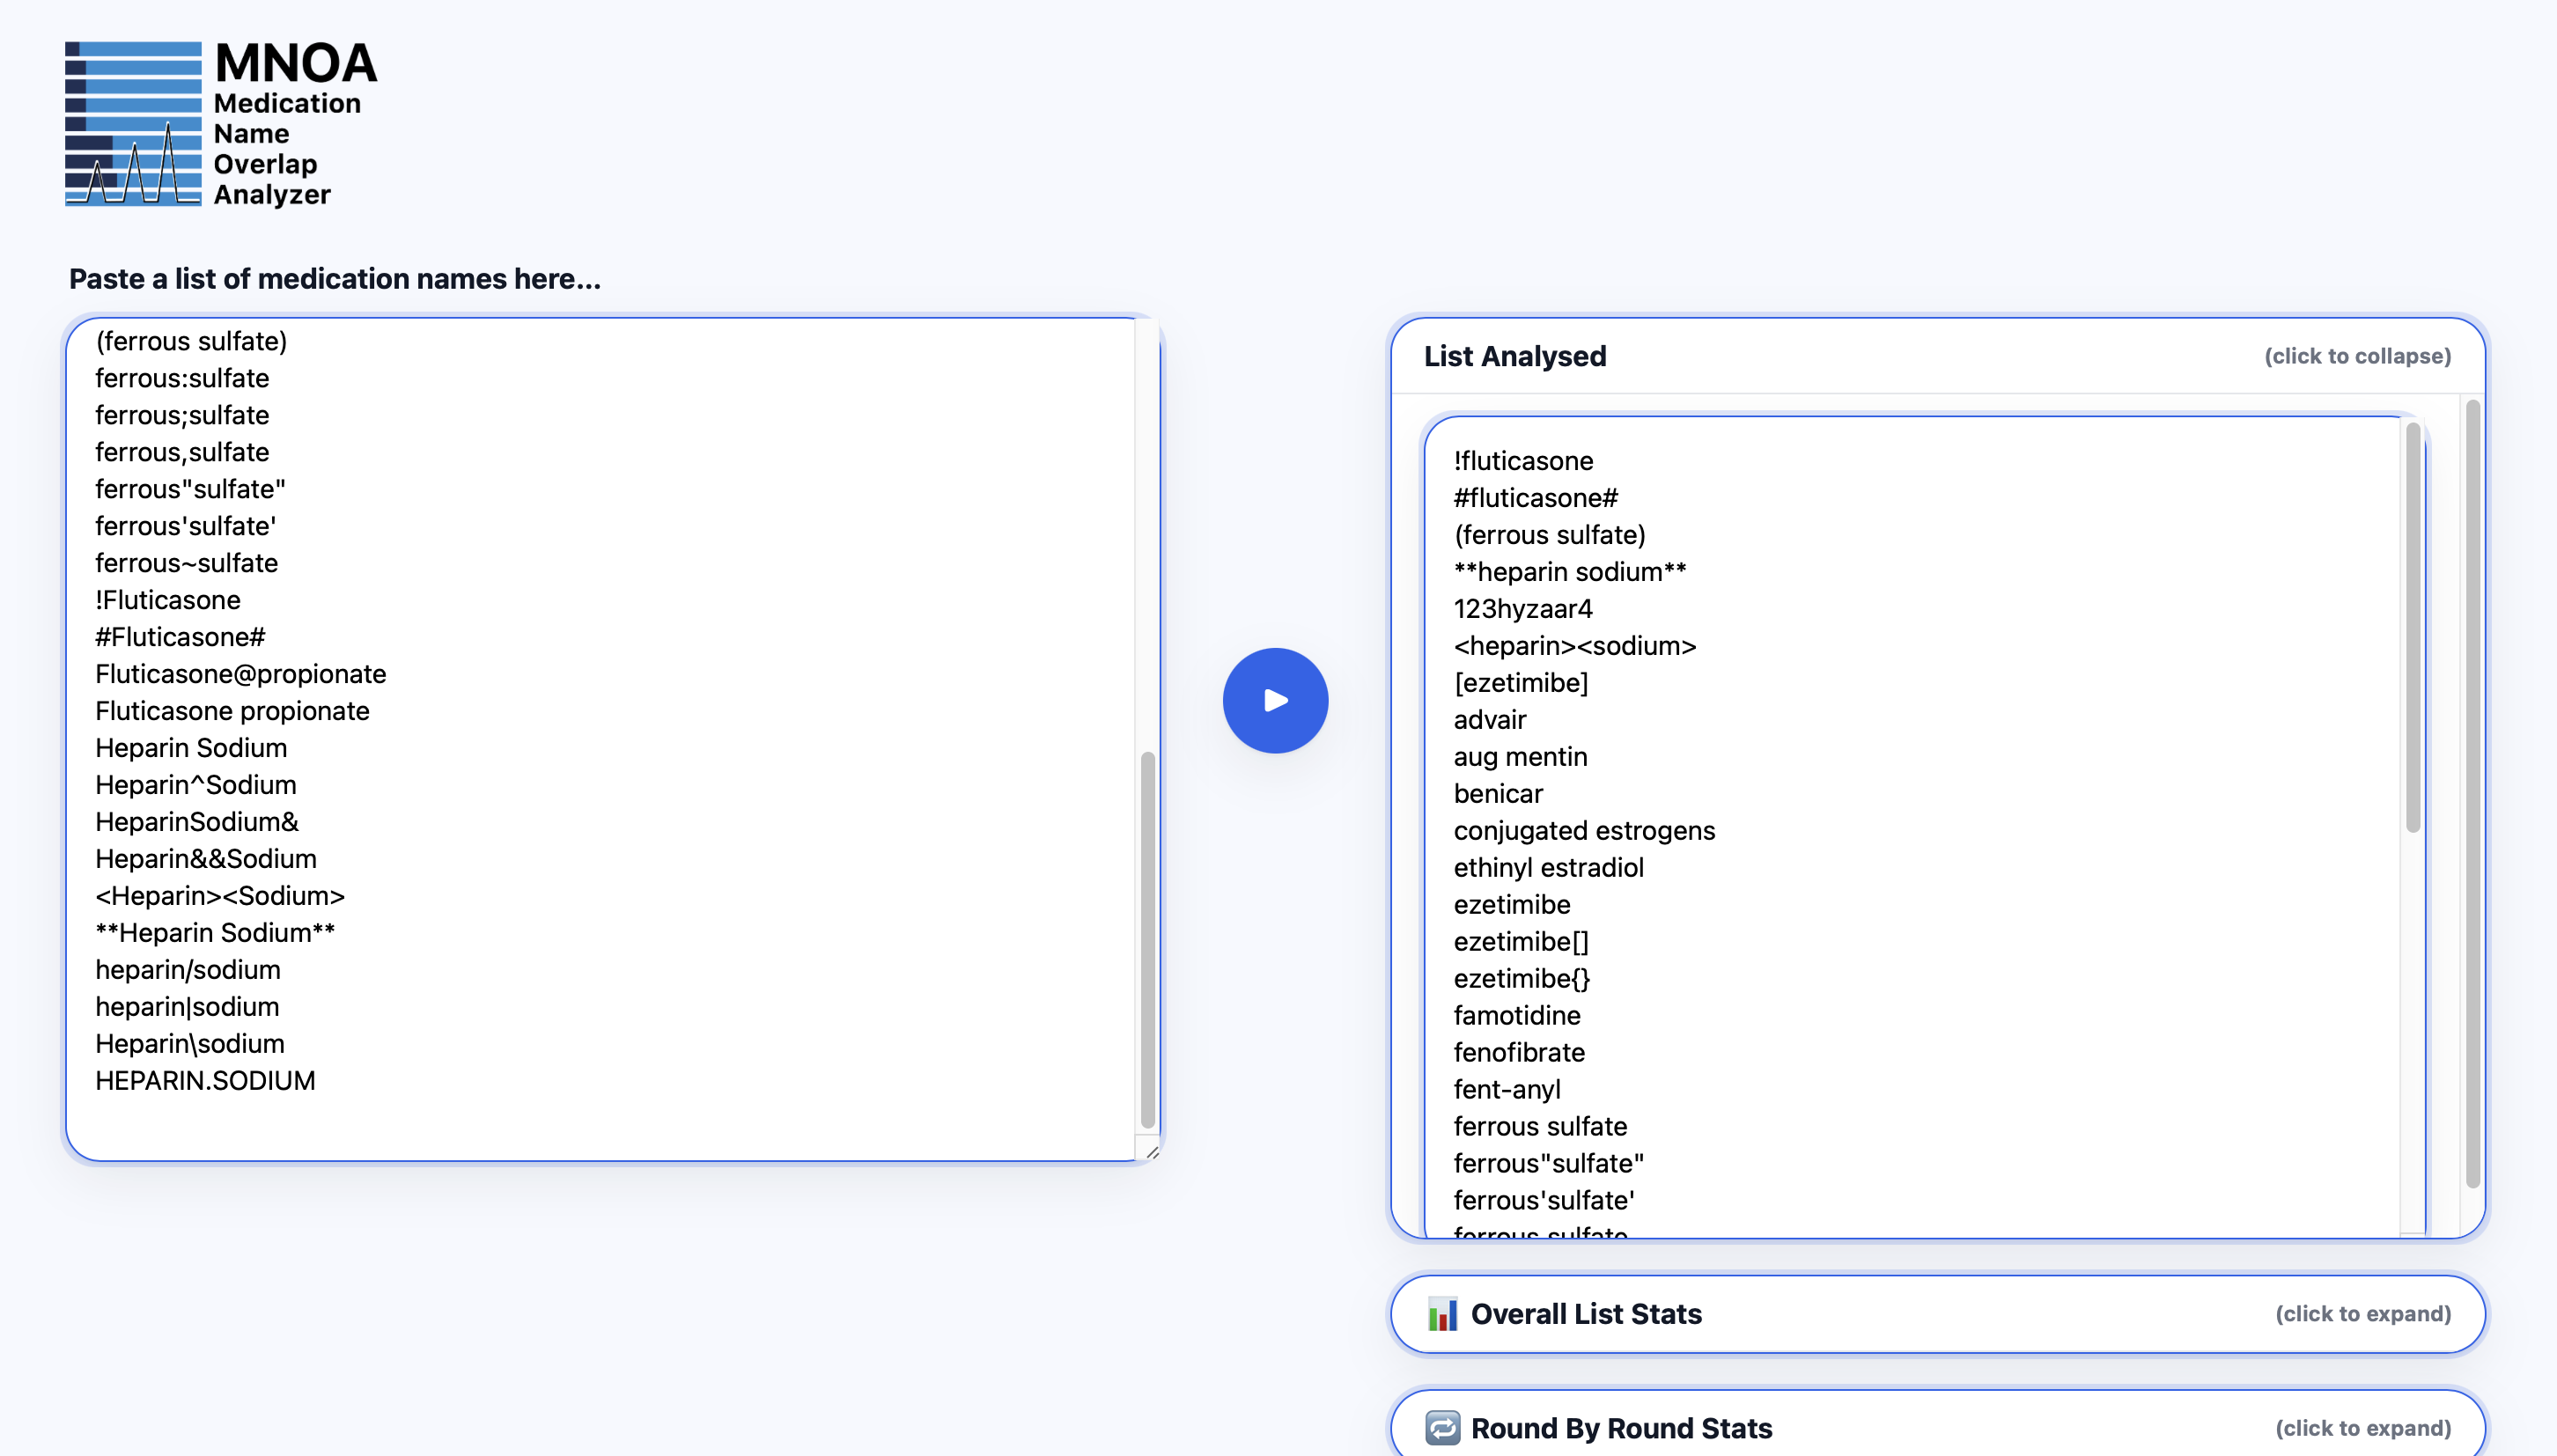 MNOA
Medication
Name
Overlap
Analyzer
Paste a list of medication names here...
(ferrous sulfate)
ferrous:sulfate
ferrous;sulfate
ferrous,sulfate
ferrous"sulfate"
ferrous'sulfate'
ferrous~sulfate
!Fluticasone
#Fluticasone#
Fluticasone@propionate
Fluticasone propionate
Heparin Sodium
Heparin^Sodium
HeparinSodium&
Heparin&&Sodium
<Heparin><Sodium>
**Heparin Sodium**
heparin/sodium
heparin|sodium
Heparin\sodium
HEPARIN.SODIUM
List Analysed (click to collapse)
!fluticasone
#fluticasone#
(ferrous sulfate)
**heparin sodium**
123hyzaar4
<heparin><sodium>
[ezetimibe]
advair
aug mentin
benicar
conjugated estrogens
ethinyl estradiol
ezetimibe
ezetimibe[]
ezetimibe{}
famotidine
fenofibrate
fent-anyl
ferrous sulfate
ferrous"sulfate"
ferrous'sulfate'
Overall List Stats (click to expand)
Round By Round Stats (click to expand)